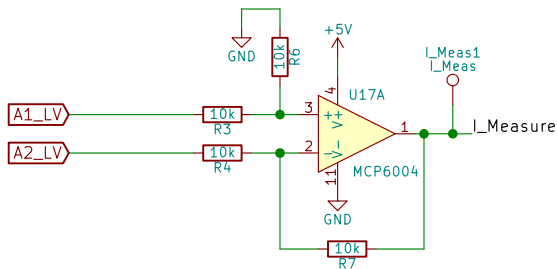 +5V
I_Meas1
I_Meas
GND
10k
R6
4
U17A
A1_LV
10k
R3
3
+
V+
1
I_Measure
A2_LV
10k
R4
2
-
V-
MCP6004
11
GND
10k
R7